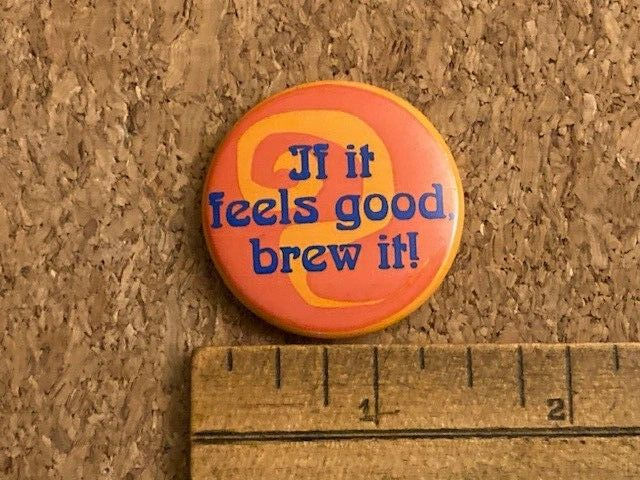 If it
feels good,
brew it!
1
2